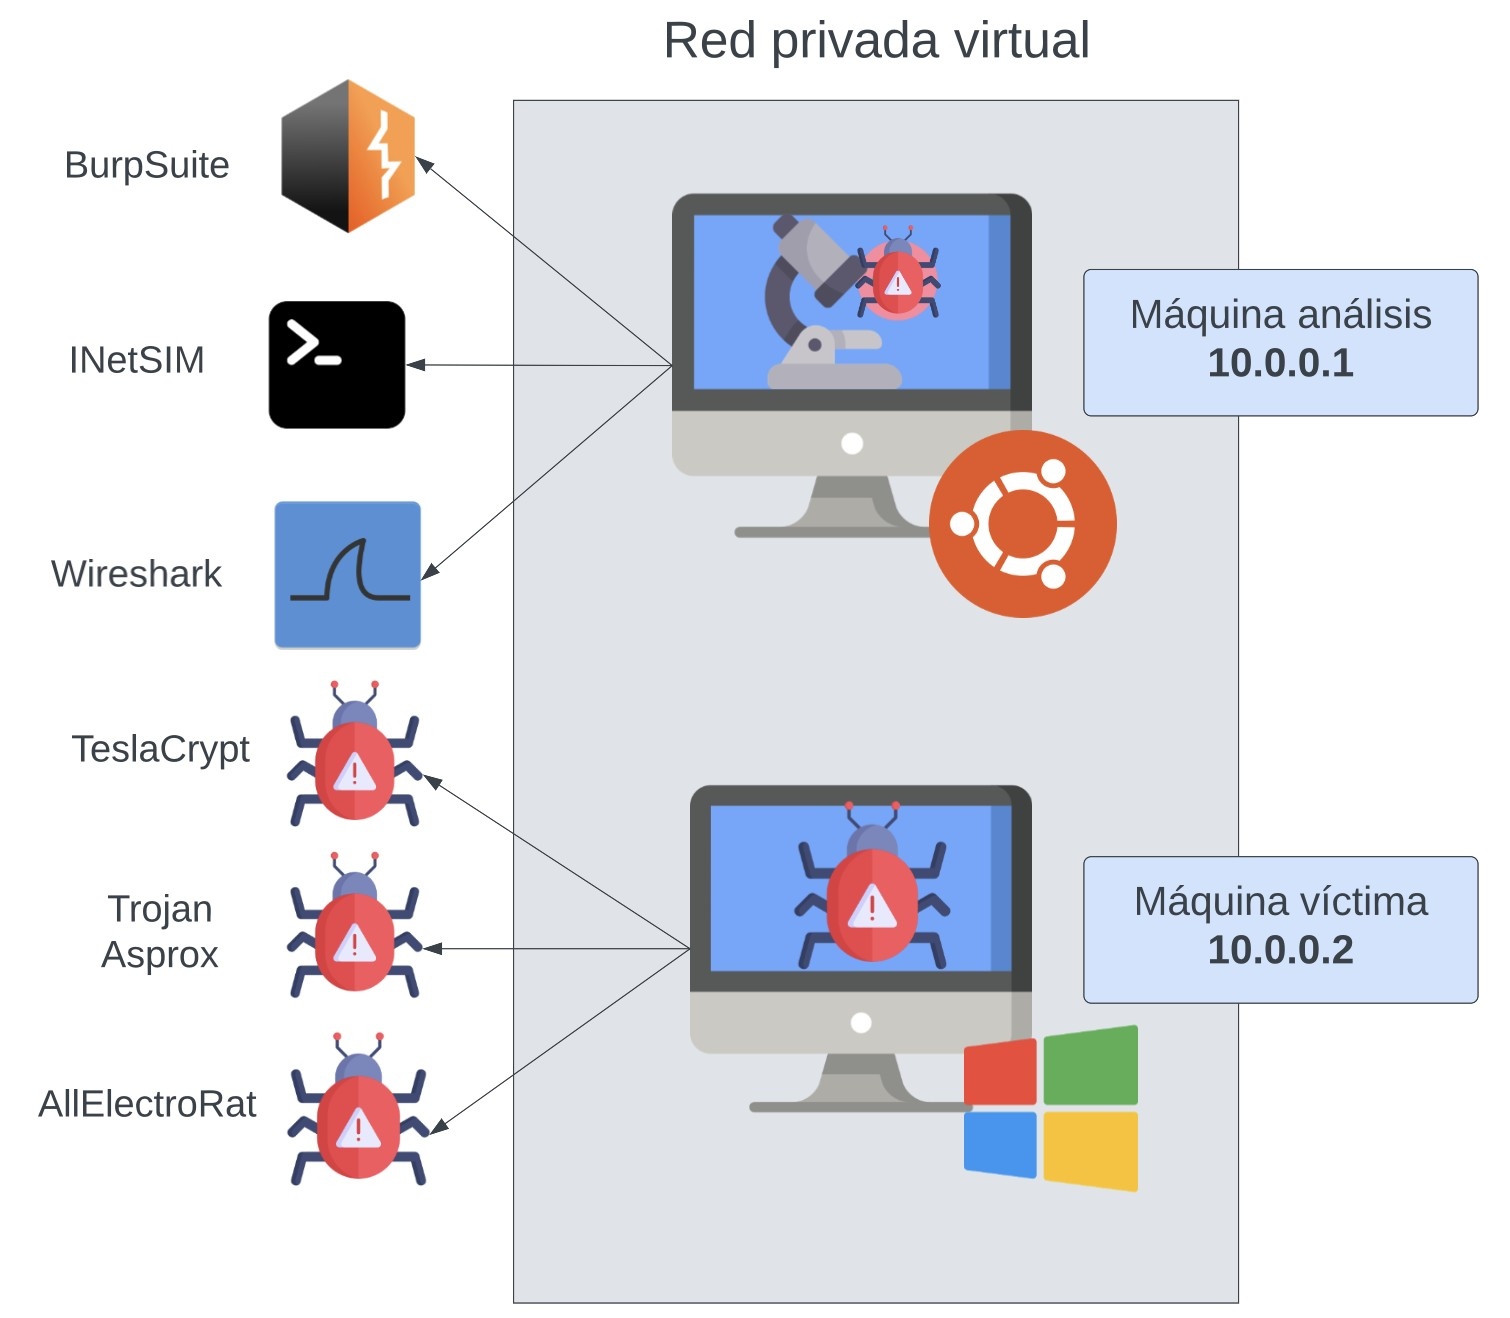 Red privada virtual
BurpSuite
INetSIM
Wireshark
Máquina análisis
10.0.0.1
TeslaCrypt
Trojan
Asprox
AllElectroRat
Máquina víctima
10.0.0.2